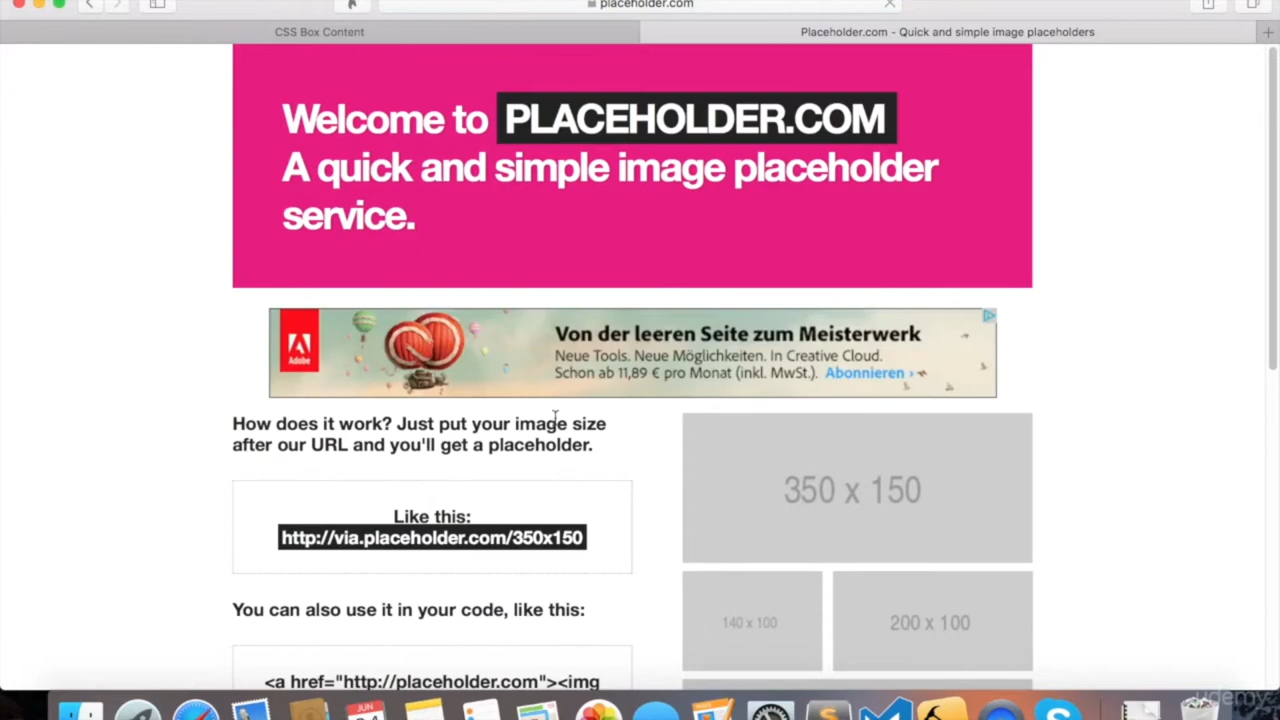 placeholder.com
CSS Box Content
Placeholder.com - Quick and simple image placeholders
Welcome to PLACEHOLDER.COM
A quick and simple image placeholder
service.
Adobe
Von der leeren Seite zum Meisterwerk
Neue Tools. Neue Möglichkeiten. In Creative Cloud.
Schon ab 11,89 € pro Monat (inkl. MwSt.). Abonnieren ›
How does it work? Just put your image size
after our URL and you'll get a placeholder.
Like this:
http://via.placeholder.com/350x150
You can also use it in your code, like this:
<a href="http://placeholder.com"><img
350 x 150
140 x 100
200 x 100
JUN
udemy